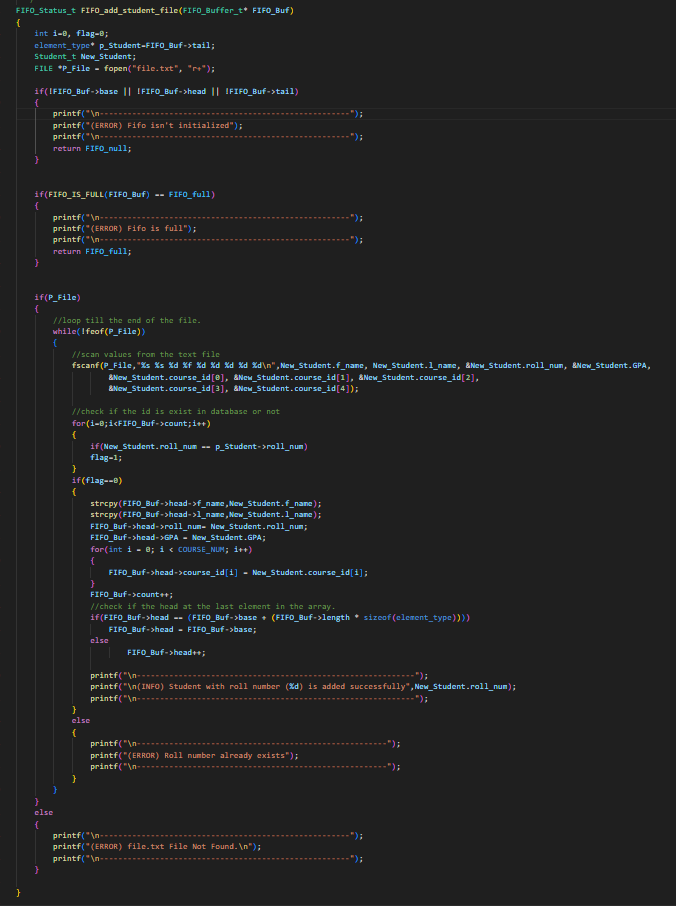 FIFO_Status_t FIFO_add_student_file(FIFO_Buffer_t* FIFO_Buf)
{
int i=0, flag=0;
element_type* p_Student=FIFO_Buf->tail;
Student_t New_Student;
FILE *P_File = fopen("file.txt", "r+");
if(!FIFO_Buf->base || !FIFO_Buf->head || !FIFO_Buf->tail)
{
printf("\n------------------------------------------------------");
printf("(ERROR) Fifo isn't initialized");
printf("\n------------------------------------------------------");
return FIFO_null;
}
if(FIFO_IS_FULL(FIFO_Buf) == FIFO_full)
{
printf("\n------------------------------------------------------");
printf("(ERROR) Fifo is full");
printf("\n------------------------------------------------------");
return FIFO_full;
}
if(P_File)
{
//loop till the end of the file.
while(!feof(P_File))
{
//scan values from the text file
fscanf(P_File,"%s %s %d %f %d %d %d %d %d\n",New_Student.f_name, New_Student.l_name, &New_Student.roll_num, &New_Student.GPA,
&New_Student.course_id[0], &New_Student.course_id[1], &New_Student.course_id[2],
&New_Student.course_id[3], &New_Student.course_id[4]);
//check if the id is exist in database or not
for(i=0;i<FIFO_Buf->count;i++)
{
if(New_Student.roll_num == p_Student->roll_num)
flag=1;
}
if(flag==0)
{
strcpy(FIFO_Buf->head->f_name,New_Student.f_name);
strcpy(FIFO_Buf->head->l_name,New_Student.l_name);
FIFO_Buf->head->roll_num= New_Student.roll_num;
FIFO_Buf->head->GPA = New_Student.GPA;
for(int i = 0; i < COURSE_NUM; i++)
{
FIFO_Buf->head->course_id[i] = New_Student.course_id[i];
}
FIFO_Buf->count++;
//check if the head at the last element in the array.
if(FIFO_Buf->head == (FIFO_Buf->base + (FIFO_Buf->length * sizeof(element_type))))
FIFO_Buf->head = FIFO_Buf->base;
else
FIFO_Buf->head++;
printf("\n------------------------------------------------------------");
printf("\n(INFO) Student with roll number (%d) is added successfully",New_Student.roll_num);
printf("\n------------------------------------------------------------");
}
else
{
printf("\n------------------------------------------------------");
printf("(ERROR) Roll number already exists");
printf("\n------------------------------------------------------");
}
}
}
else
{
printf("\n------------------------------------------------------");
printf("(ERROR) file.txt File Not Found.\n");
printf("\n------------------------------------------------------");
}
}